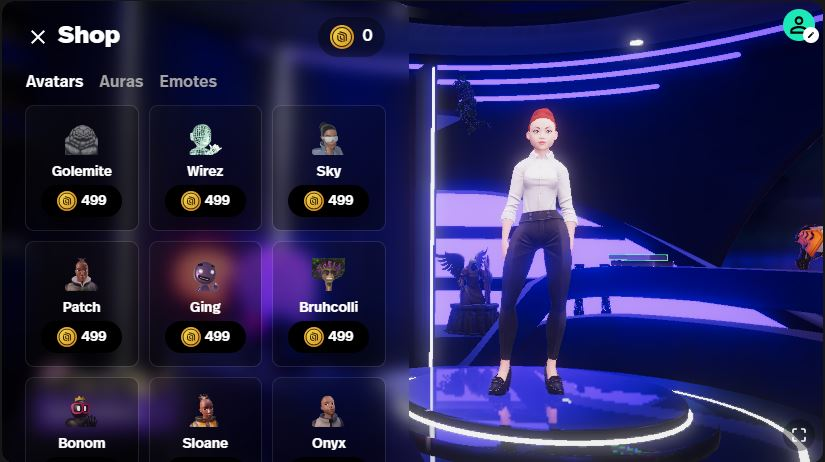 Shop
0
Avatars Auras Emotes
Golemite Wirez Sky
499 499 499
Patch Ging Bruhcolli
499 499 499
Bonom Sloane Onyx